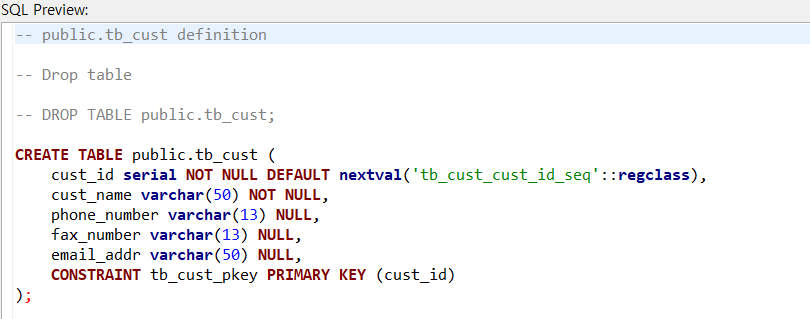 SQL Preview:
-- public.tb_cust definition
-- Drop table
-- DROP TABLE public.tb_cust;
CREATE TABLE public.tb_cust (
cust_id serial NOT NULL DEFAULT nextval('tb_cust_cust_id_seq'::regclass),
cust_name varchar(50) NOT NULL,
phone_number varchar(13) NULL,
fax_number varchar(13) NULL,
email_addr varchar(50) NULL,
CONSTRAINT tb_cust_pkey PRIMARY KEY (cust_id)
);